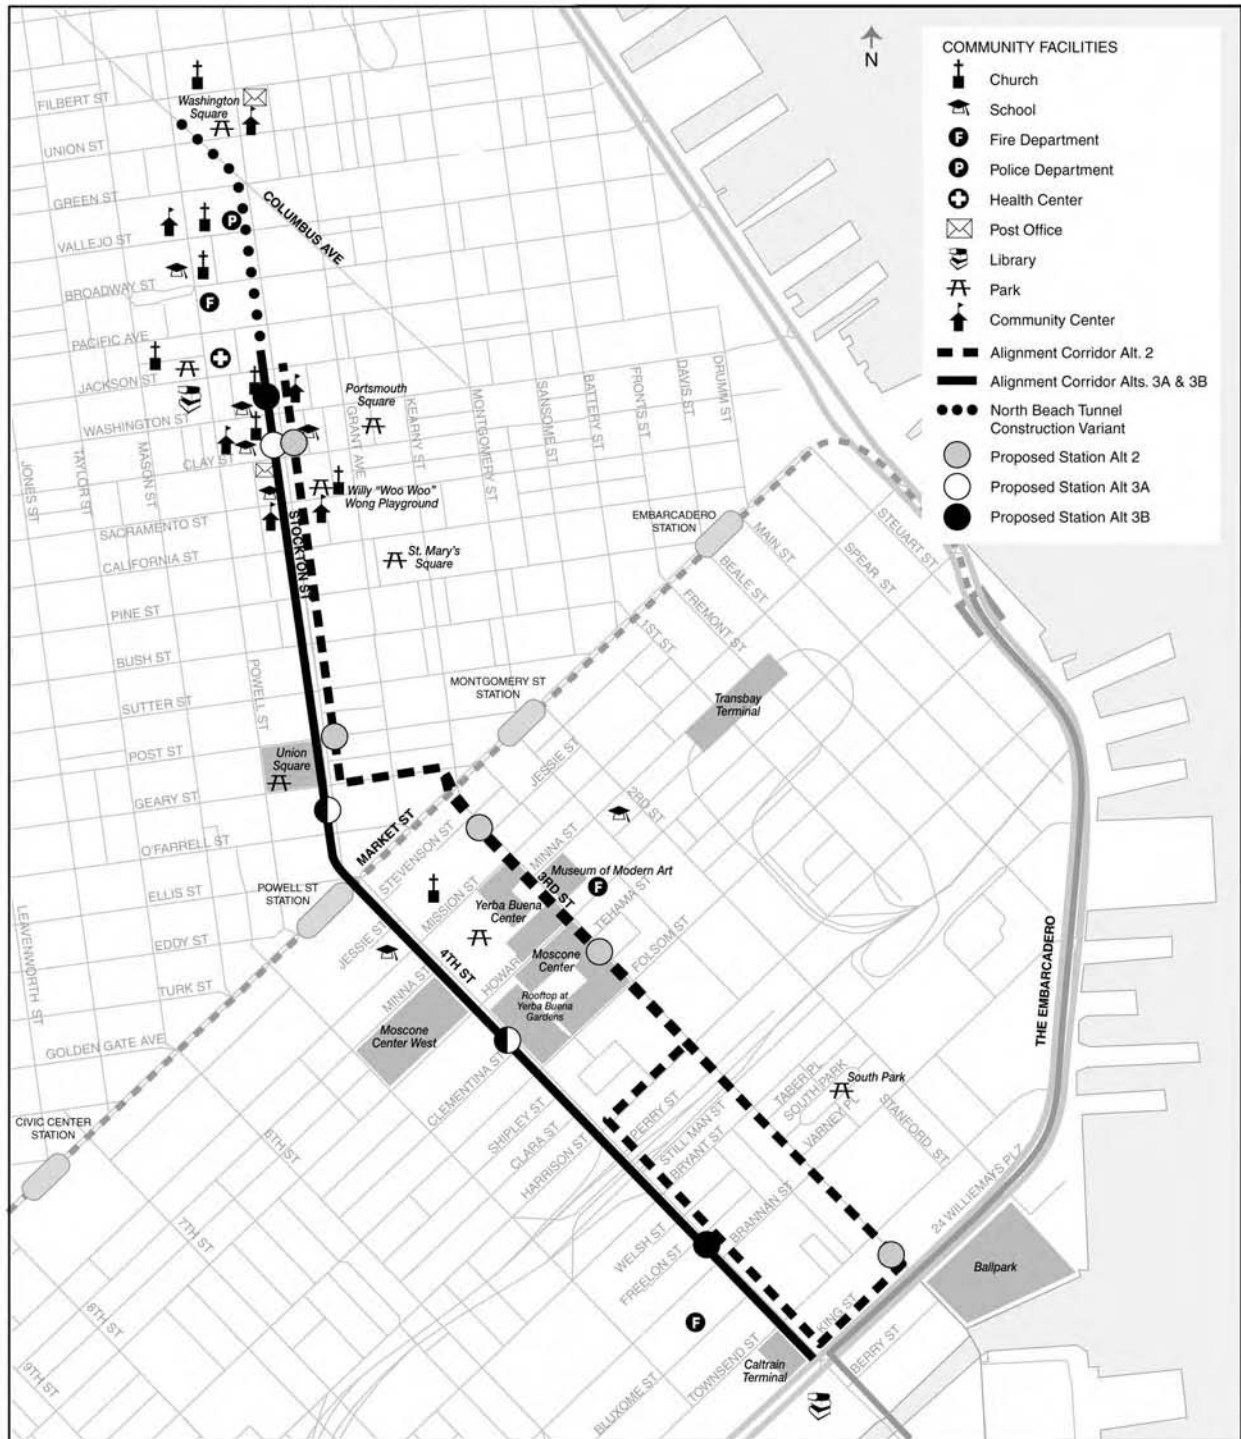 COMMUNITY FACILITIES
Church
School
F
Fire Department
P
Police Department
Health Center
Post Office
Library
Park
Community Center
Alignment Corridor Alt. 2
Alignment Corridor Alts. 3A & 3B
North Beach Tunnel
Construction Variant
Proposed Station Alt 2
Proposed Station Alt 3A
Proposed Station Alt 3B
N
FILBERT ST
Washington
Square
UNION ST
GREEN ST
COLUMBUS AVE
P
VALLEJO ST
BROADWAY ST
F
PACIFIC AVE
JACKSON ST
WASHINGTON ST
CLAY ST
SACRAMENTO ST
CALIFORNIA ST
PINE ST
BUSH ST
SUTTER ST
POST ST
GEARY ST
O'FARRELL ST
ELLIS ST
EDDY ST
TURK ST
GOLDEN GATE AVE
JONES ST
TAYLOR ST
MASON ST
POWELL ST
STOCKTON ST
GRANT AVE
KEARNY ST
MONTGOMERY ST
SANSOME ST
BATTERY ST
FRONTS ST
DAVIS ST
DRUMM ST
LEAVENWORTH ST
Portsmouth
Square
Willy "Woo Woo"
Wong Playground
St. Mary's
Square
Union
Square
EMBARCADERO
STATION
MONTGOMERY ST
STATION
POWELL ST
STATION
CIVIC CENTER
STATION
MARKET ST
STEUART ST
SPEAR ST
MAIN ST
BEALE ST
FREMONT ST
1ST ST
Transbay
Terminal
JESSIE ST
2RD ST
STEVENSON ST
MINNA ST
Museum of Modern Art
F
3RD ST
MISSION ST
Yerba Buena
Center
TEHAMA ST
FOLSOM ST
JESSIE ST
4TH ST
HOWAR
Moscone
Center
MINNA ST
Rooftop at
Yerba Buena
Gardens
Moscone
Center West
CLEMENTINA ST
SHIPLEY ST
CLARA ST
HARRISON ST
PERRY ST
STILL MAN ST
BRYANT ST
TABER PL
SOUTH PARK
VARNEY PL
South Park
STANFORD ST
THE EMBARCADERO
24 WILLIEMAYS PLZ
Ballpark
WELSH ST
FREELON ST
BRANNAN ST
6TH ST
7TH ST
8TH ST
9TH ST
F
KING ST
BERRY ST
TOWNSEND ST
BLUXOME ST
Caltrain
Terminal